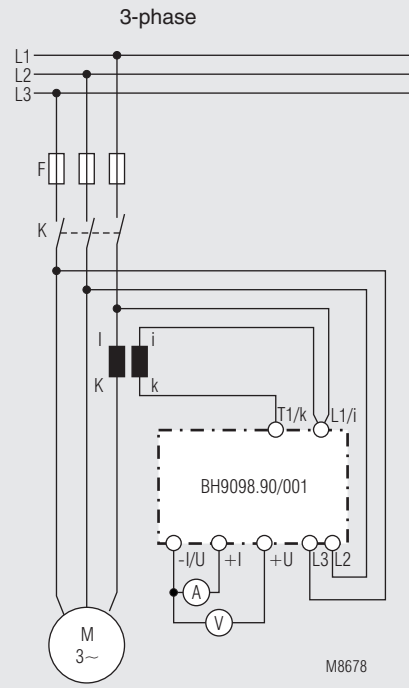 3-phase
L1
L2
L3
F
K
l i
K k
T1/k L1/i
BH9098.90/001
-I/U +I +U L3 L2
A
V
M
3~
M8678